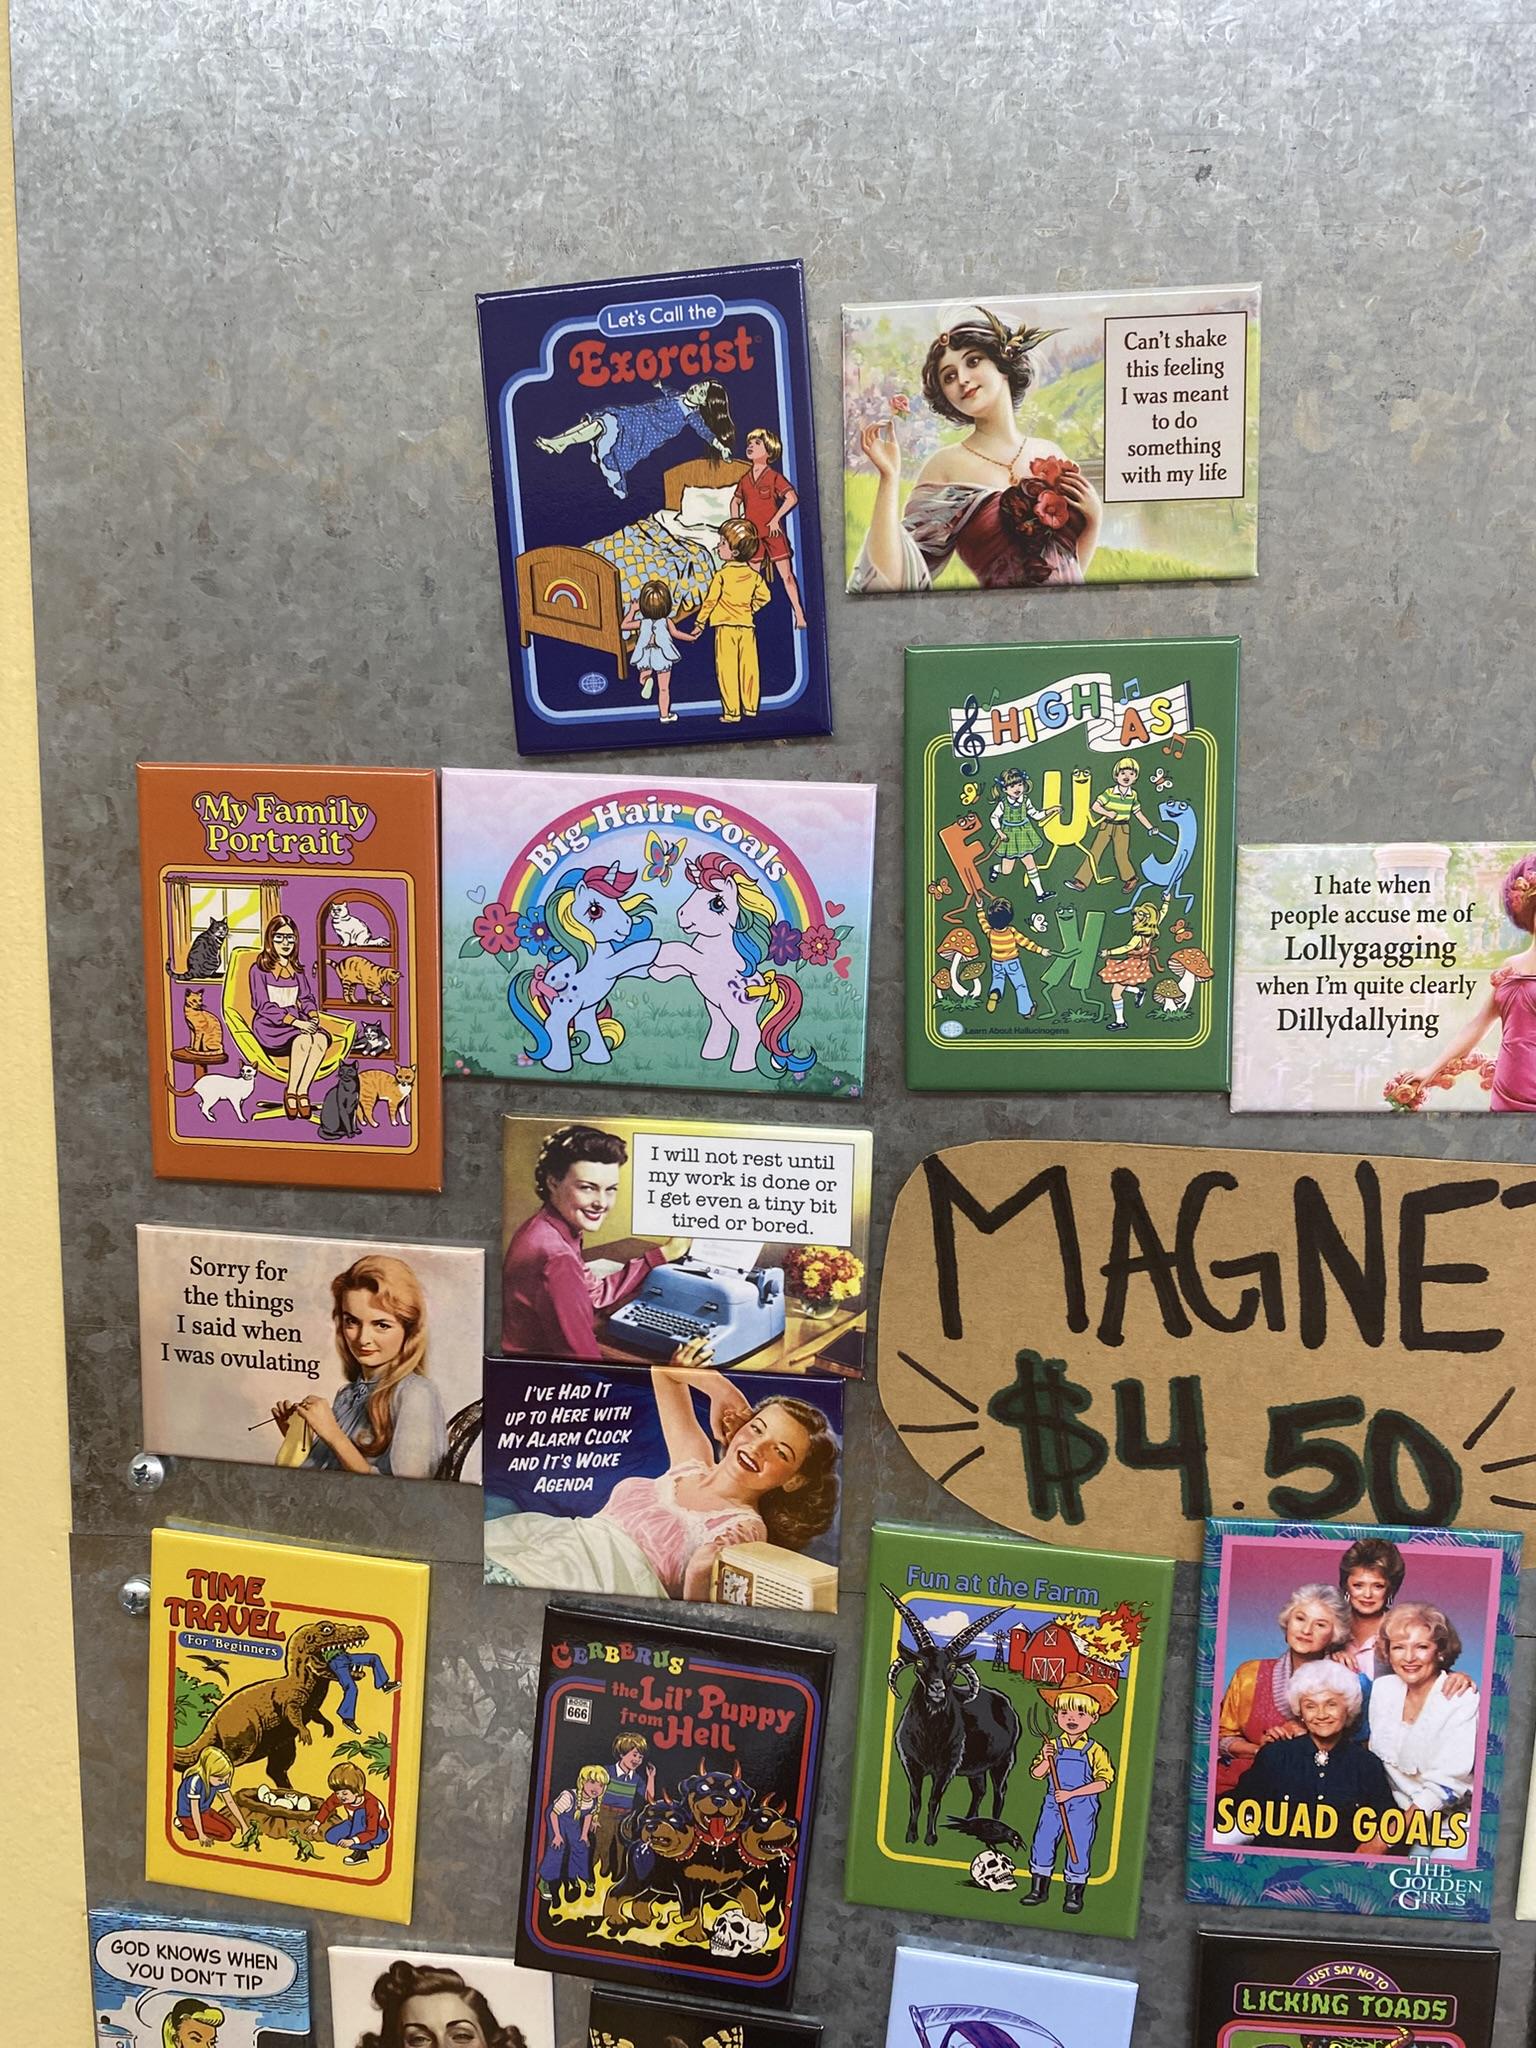 Let's Call the
Exorcist
Can't shake
this feeling
I was meant
to do
something
with my life
HIGH AS
F U J
N
Learn About Hallucinogens
My Family
Portrait
Big Hair Goals
I hate when
people accuse me of
Lollygagging
when I'm quite clearly
Dillydallying
I will not rest until
my work is done or
I get even a tiny bit
tired or bored.
MAGNET
$4.50
Sorry for
the things
I said when
I was ovulating
I'VE HAD IT
UP TO HERE WITH
MY ALARM CLOCK
AND IT'S WOKE
AGENDA
TIME
TRAVEL
For Beginners
CERBERUS
BOOK
666
the Lil' Puppy
from Hell
Fun at the Farm
SQUAD GOALS
THE
GOLDEN
GIRLS
GOD KNOWS WHEN
YOU DON'T TIP
JUST SAY NO TO
LICKING TOADS